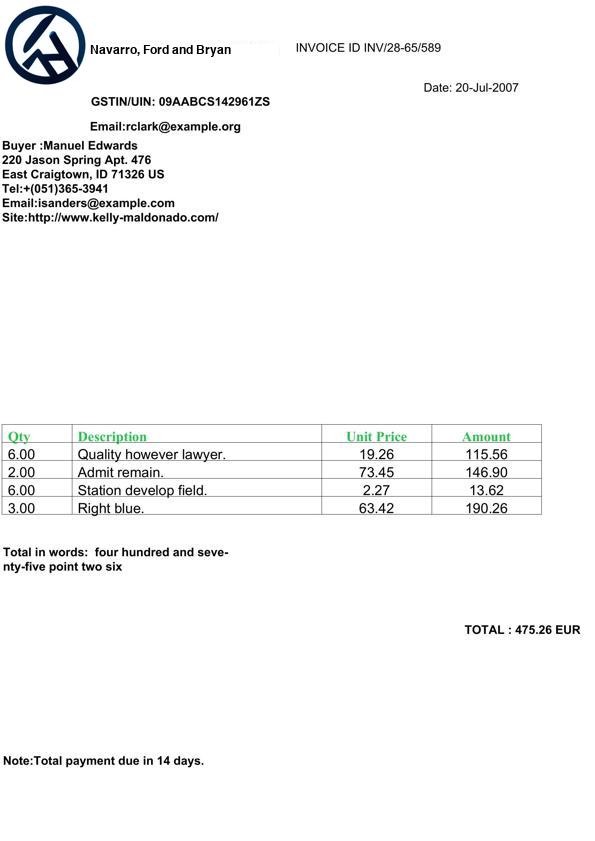 Navarro, Ford and Bryan
INVOICE ID INV/28-65/589
Date: 20-Jul-2007
GSTIN/UIN: 09AABCS142961ZS
Email:rclark@example.org
Buyer :Manuel Edwards
220 Jason Spring Apt. 476
East Craigtown, ID 71326 US
Tel:+(051)365-3941
Email:isanders@example.com
Site:http://www.kelly-maldonado.com/
Qty Description Unit Price Amount
6.00 Quality however lawyer. 19.26 115.56
2.00 Admit remain. 73.45 146.90
6.00 Station develop field. 2.27 13.62
3.00 Right blue. 63.42 190.26
Total in words:  four hundred and seve-
nty-five point two six
TOTAL : 475.26 EUR
Note:Total payment due in 14 days.